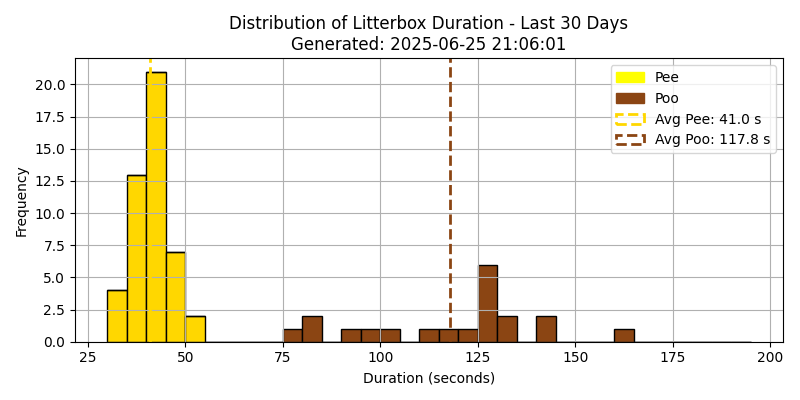 Distribution of Litterbox Duration - Last 30 Days
Generated: 2025-06-25 21:06:01
Pee
Poo
Avg Pee: 41.0 s
Avg Poo: 117.8 s
Frequency
20.0
17.5
15.0
12.5
10.0
7.5
5.0
2.5
0.0
25 50 75 100 125 150 175 200
Duration (seconds)